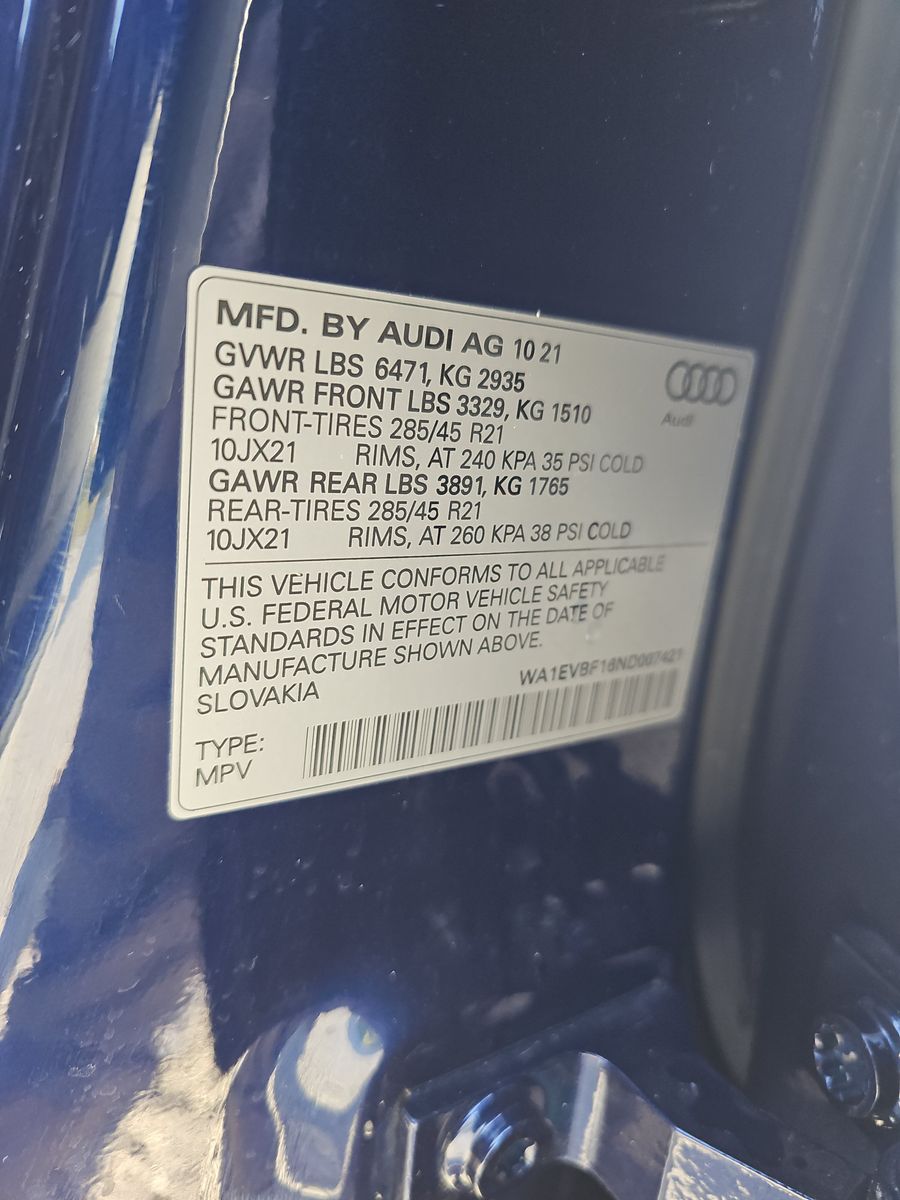 MFD. BY AUDI AG 10 21
GVWR LBS 6471, KG 2935
GAWR FRONT LBS 3329, KG 1510
FRONT-TIRES 285/45 R21
10JX21 RIMS, AT 240 KPA 35 PSI COLD
GAWR REAR LBS 3891, KG 1765
REAR-TIRES 285/45 R21
10JX21 RIMS, AT 260 KPA 38 PSI COLD
Audi
THIS VEHICLE CONFORMS TO ALL APPLICABLE
U.S. FEDERAL MOTOR VEHICLE SAFETY
STANDARDS IN EFFECT ON THE DATE OF
MANUFACTURE SHOWN ABOVE.
SLOVAKIA
TYPE:
MPV